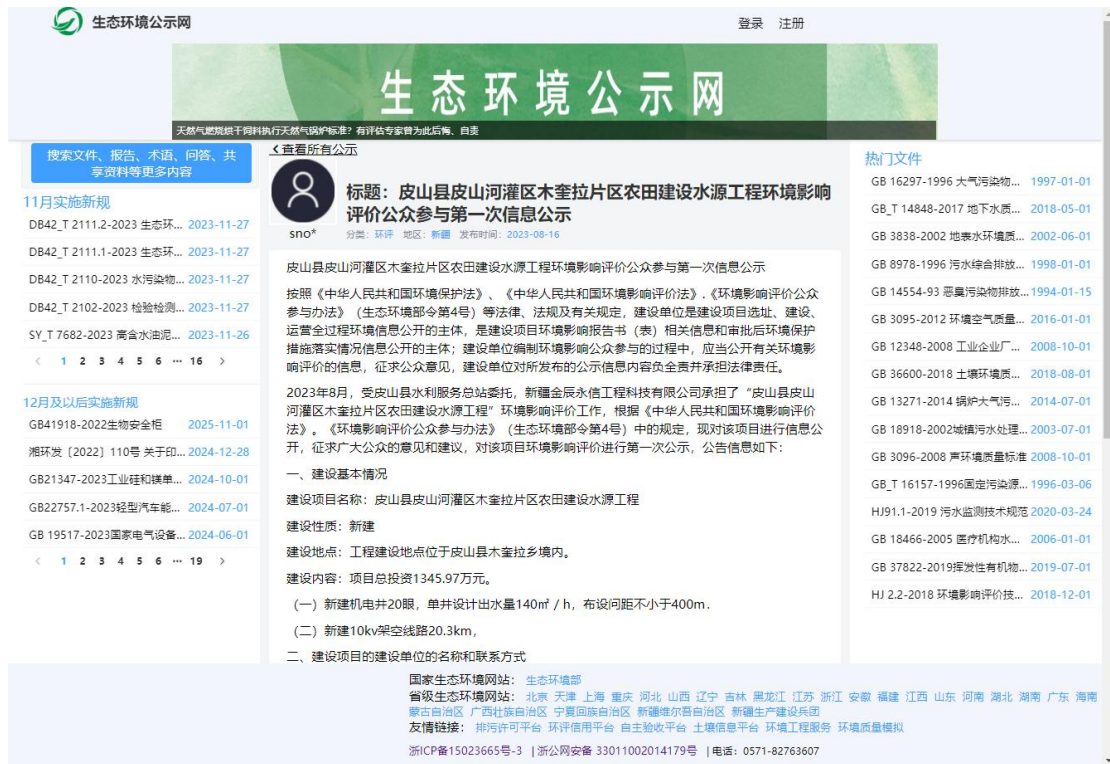 生态环境公示网
登录 注册
生态环境公示网
天然气燃烧烘干饲料执行天然气锅炉标准？有评估专家曾为此后悔、自责
搜索文件、报告、术语、问答、共
享资料等更多内容
11月实施新规
DB42_T 2111.2-2023 生态环... 2023-11-27
DB42_T 2111.1-2023 生态环... 2023-11-27
DB42_T 2110-2023 水污染物... 2023-11-27
DB42_T 2102-2023 检验检测... 2023-11-27
SY_T 7682-2023 高含水油泥... 2023-11-26
< 1 2 3 4 5 6 ··· 16 >
12月及以后实施新规
GB41918-2022生物安全柜 2025-11-01
湘环发〔2022〕110号 关于印... 2024-12-28
GB21347-2023工业硅和镁单... 2024-10-01
GB22757.1-2023轻型汽车能... 2024-07-01
GB 19517-2023国家电气设备... 2024-06-01
< 1 2 3 4 5 6 ··· 19 >
<查看所有公示
标题：皮山县皮山河灌区木奎拉片区农田建设水源工程环境影响
评价公众参与第一次信息公示
sno*
分类：环评 地区：新疆 发布时间：2023-08-16
皮山县皮山河灌区木奎拉片区农田建设水源工程环境影响评价公众参与第一次信息公示
按照《中华人民共和国环境保护法》、《中华人民共和国环境影响评价法》.《环境影响评价公众
参与办法》（生态环境部令第4号）等法律、法规及有关规定，建设单位是建设项目选址、建设、
运营全过程环境信息公开的主体，是建设项目环境影响报告书（表）相关信息和审批后环境保护
措施落实情况信息公开的主体；建设单位编制环境影响公众参与的过程中，应当公开有关环境影
响评价的信息，征求公众意见，建设单位对所发布的公示信息内容负全责并承担法律责任。
2023年8月，受皮山县水利服务总站委托，新疆金辰永信工程科技有限公司承担了“皮山县皮山
河灌区木奎拉片区农田建设水源工程”环境影响评价工作，根据《中华人民共和国环境影响评价
法》。《环境影响评价公众参与办法》（生态环境部令第4号）中的规定，现对该项目进行信息公
开，征求广大公众的意见和建议，对该项目环境影响评价进行第一次公示，公告信息如下：
一、建设基本情况
建设项目名称：皮山县皮山河灌区木奎拉片区农田建设水源工程
建设性质：新建
建设地点：工程建设地点位于皮山县木奎拉乡境内。
建设内容：项目总投资1345.97万元。
（一）新建机电井20眼，单井设计出水量140㎥ / h，布设问距不小于400m.
（二）新建10kv架空线路20.3km,
二、建设项目的建设单位的名称和联系方式
热门文件
GB 16297-1996 大气污染物... 1997-01-01
GB_T 14848-2017 地下水质... 2018-05-01
GB 3838-2002 地表水环境质... 2002-06-01
GB 8978-1996 污水综合排放... 1998-01-01
GB 14554-93 恶臭污染物排放... 1994-01-15
GB 3095-2012 环境空气质量... 2016-01-01
GB 12348-2008 工业企业厂... 2008-10-01
GB 36600-2018 土壤环境质... 2018-08-01
GB 13271-2014 锅炉大气污... 2014-07-01
GB 18918-2002城镇污水处理... 2003-07-01
GB 3096-2008 声环境质量标准 2008-10-01
GB_T 16157-1996固定污染源... 1996-03-06
HJ91.1-2019 污水监测技术规范 2020-03-24
GB 18466-2005 医疗机构水... 2006-01-01
GB 37822-2019挥发性有机物... 2019-07-01
HJ 2.2-2018 环境影响评价技... 2018-12-01
国家生态环境网站： 生态环境部
省级生态环境网站： 北京 天津 上海 重庆 河北 山西 辽宁 吉林 黑龙江 江苏 浙江 安徽 福建 江西 山东 河南 湖北 湖南 广东 海南
蒙古自治区 广西壮族自治区 宁夏回族自治区 新疆维尔吾自治区 新疆生产建设兵团
友情链接： 排污许可平台 环评信用平台 自主验收平台 土壤信息平台 环境工程服务 环境质量模拟
浙ICP备15023665号-3 |浙公网安备 33011002014179号 |电话：0571-82763607